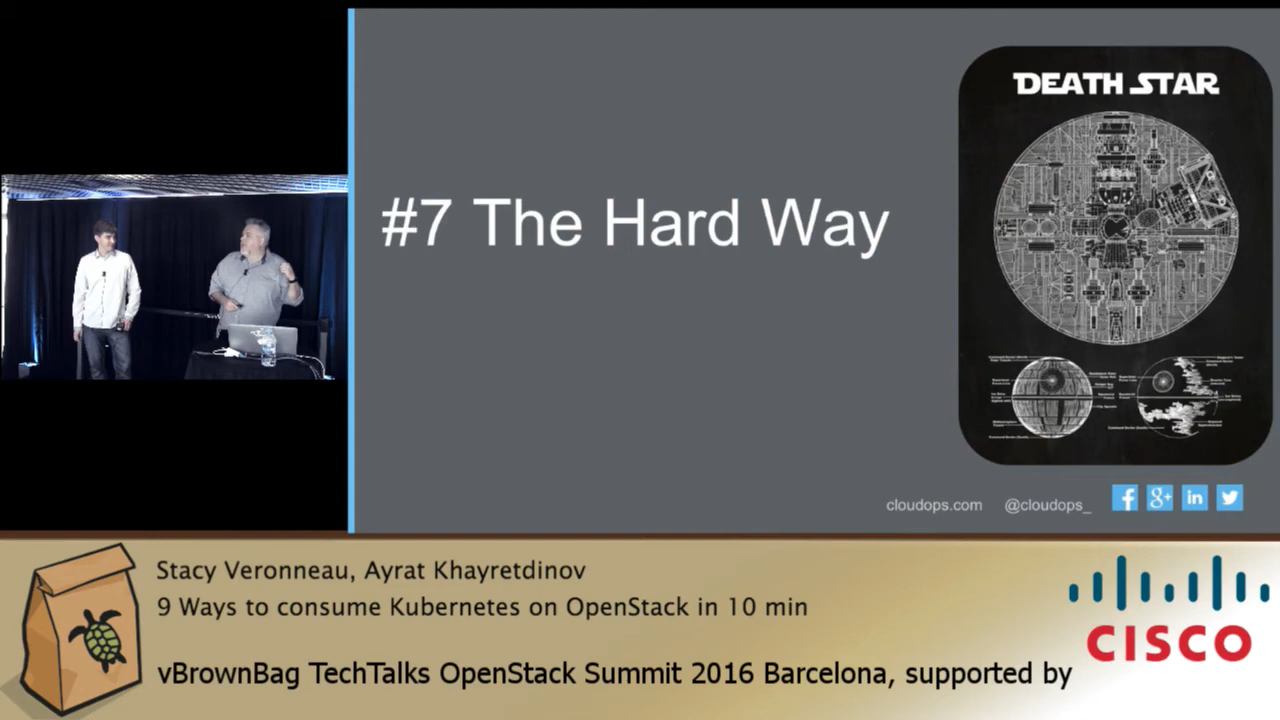 DEATH STAR
#7 The Hard Way
cloudops.com @cloudops_
Stacy Veronneau, Ayrat Khayretdinov
9 Ways to consume Kubernetes on OpenStack in 10 min
vBrownBag TechTalks OpenStack Summit 2016 Barcelona, supported by
CISCO